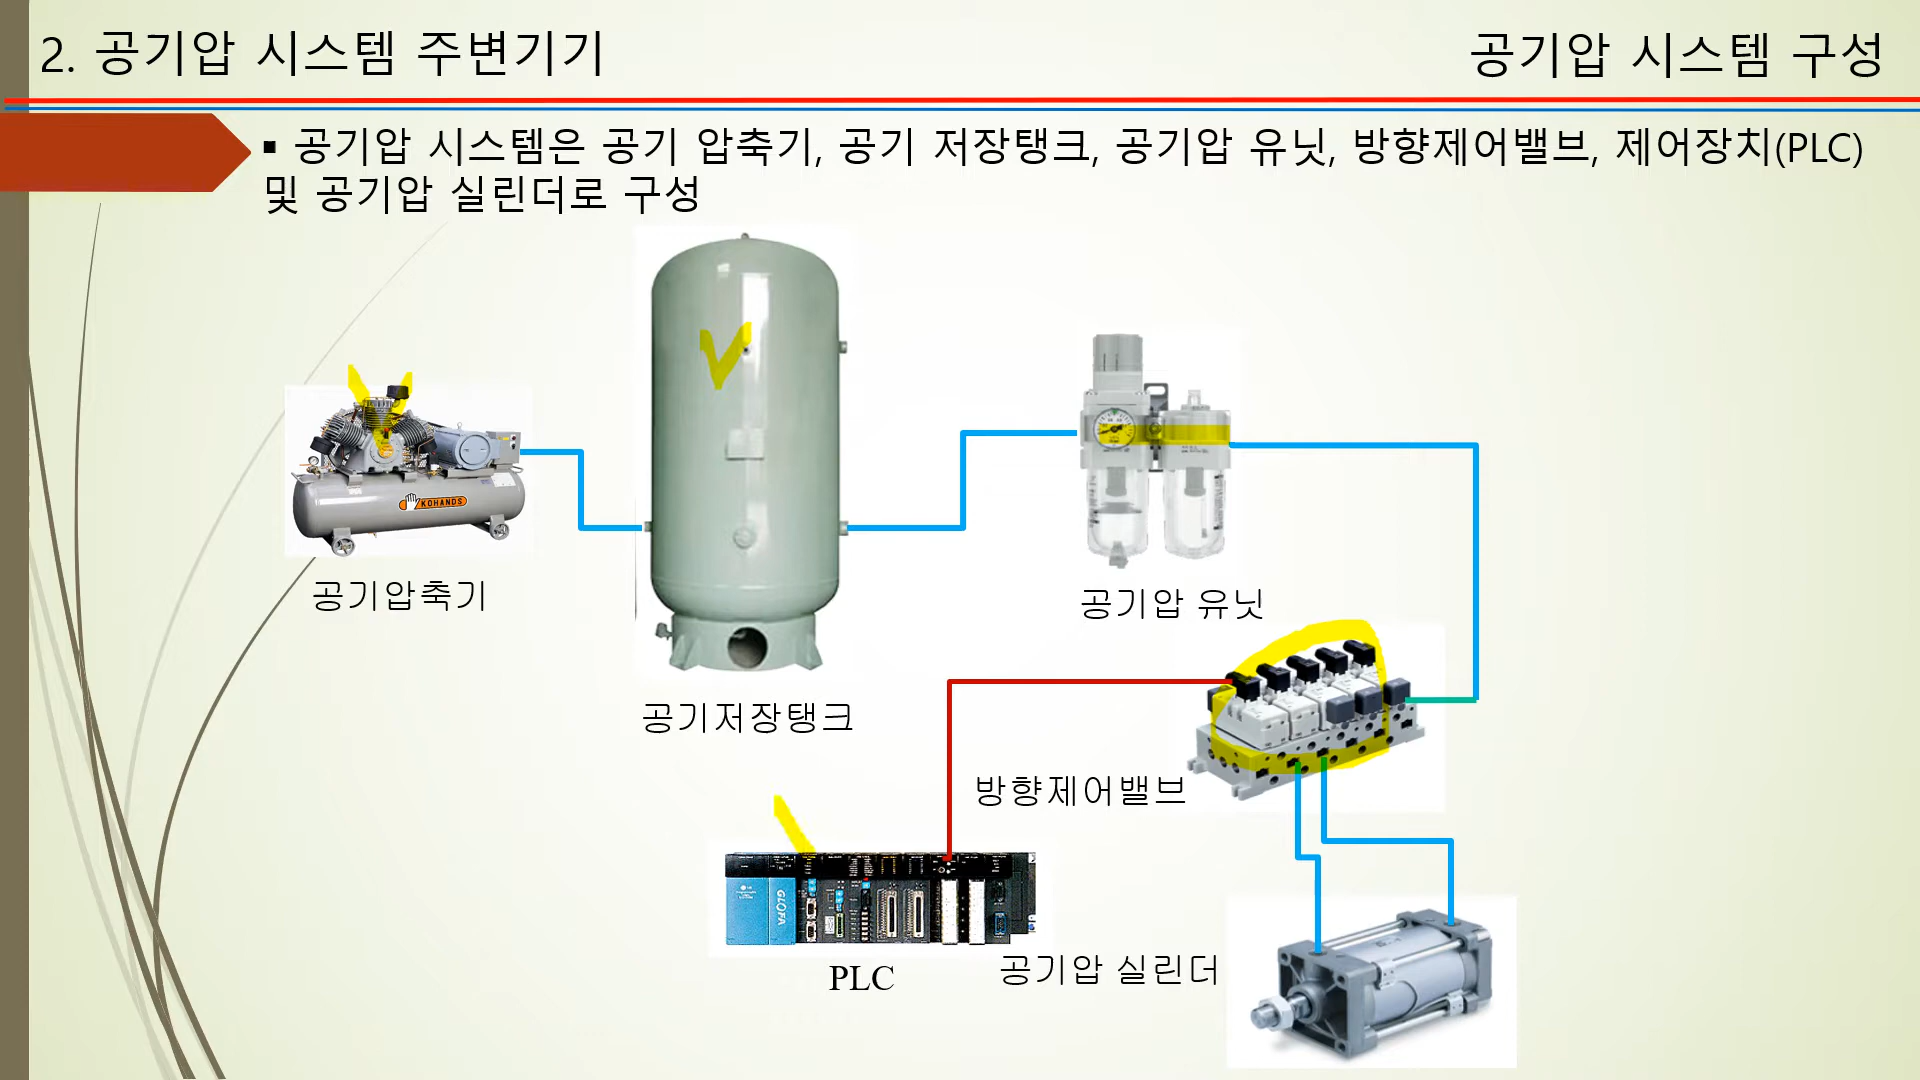 2. 공기압 시스템 주변기기
공기압 시스템 구성
▪ 공기압 시스템은 공기 압축기, 공기 저장탱크, 공기압 유닛, 방향제어밸브, 제어장치(PLC)
및 공기압 실린더로 구성
KOHANDS
공기압축기
공기저장탱크
공기압 유닛
방향제어밸브
GLOFA
PLC
공기압 실린더